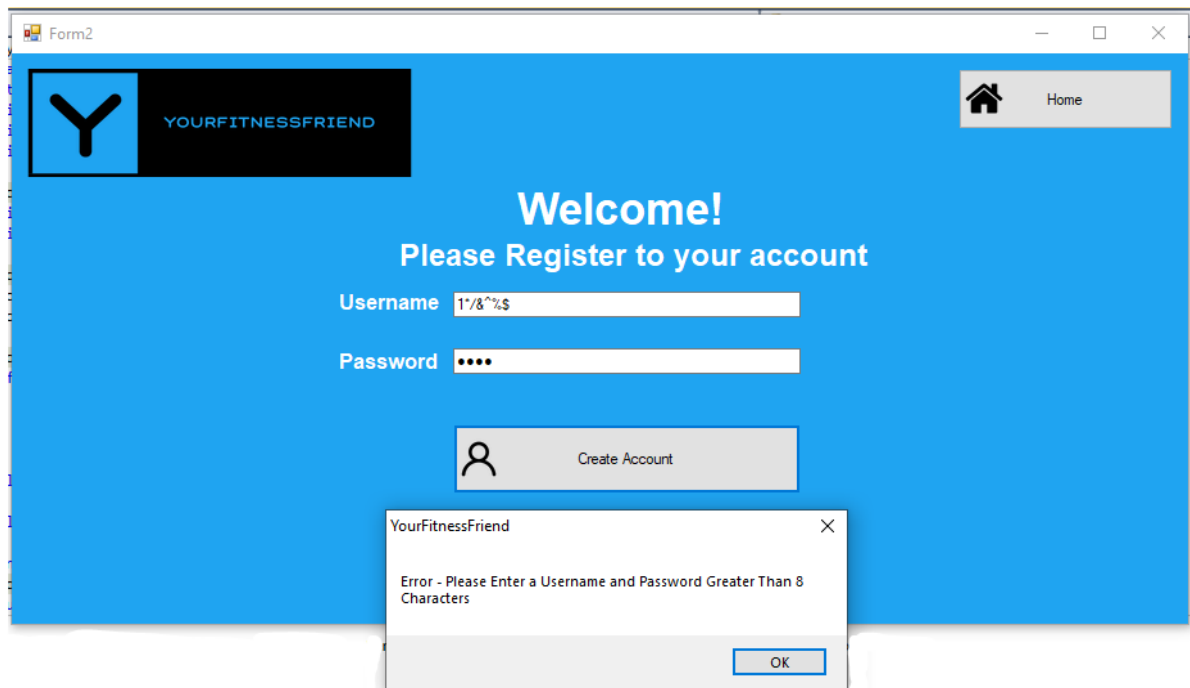 Form2
YOURFITNESSFRIEND
Home
Welcome!
Please Register to your account
Username 1*/&^%$
Password ••••
Create Account
YourFitnessFriend
Error - Please Enter a Username and Password Greater Than 8
Characters
OK